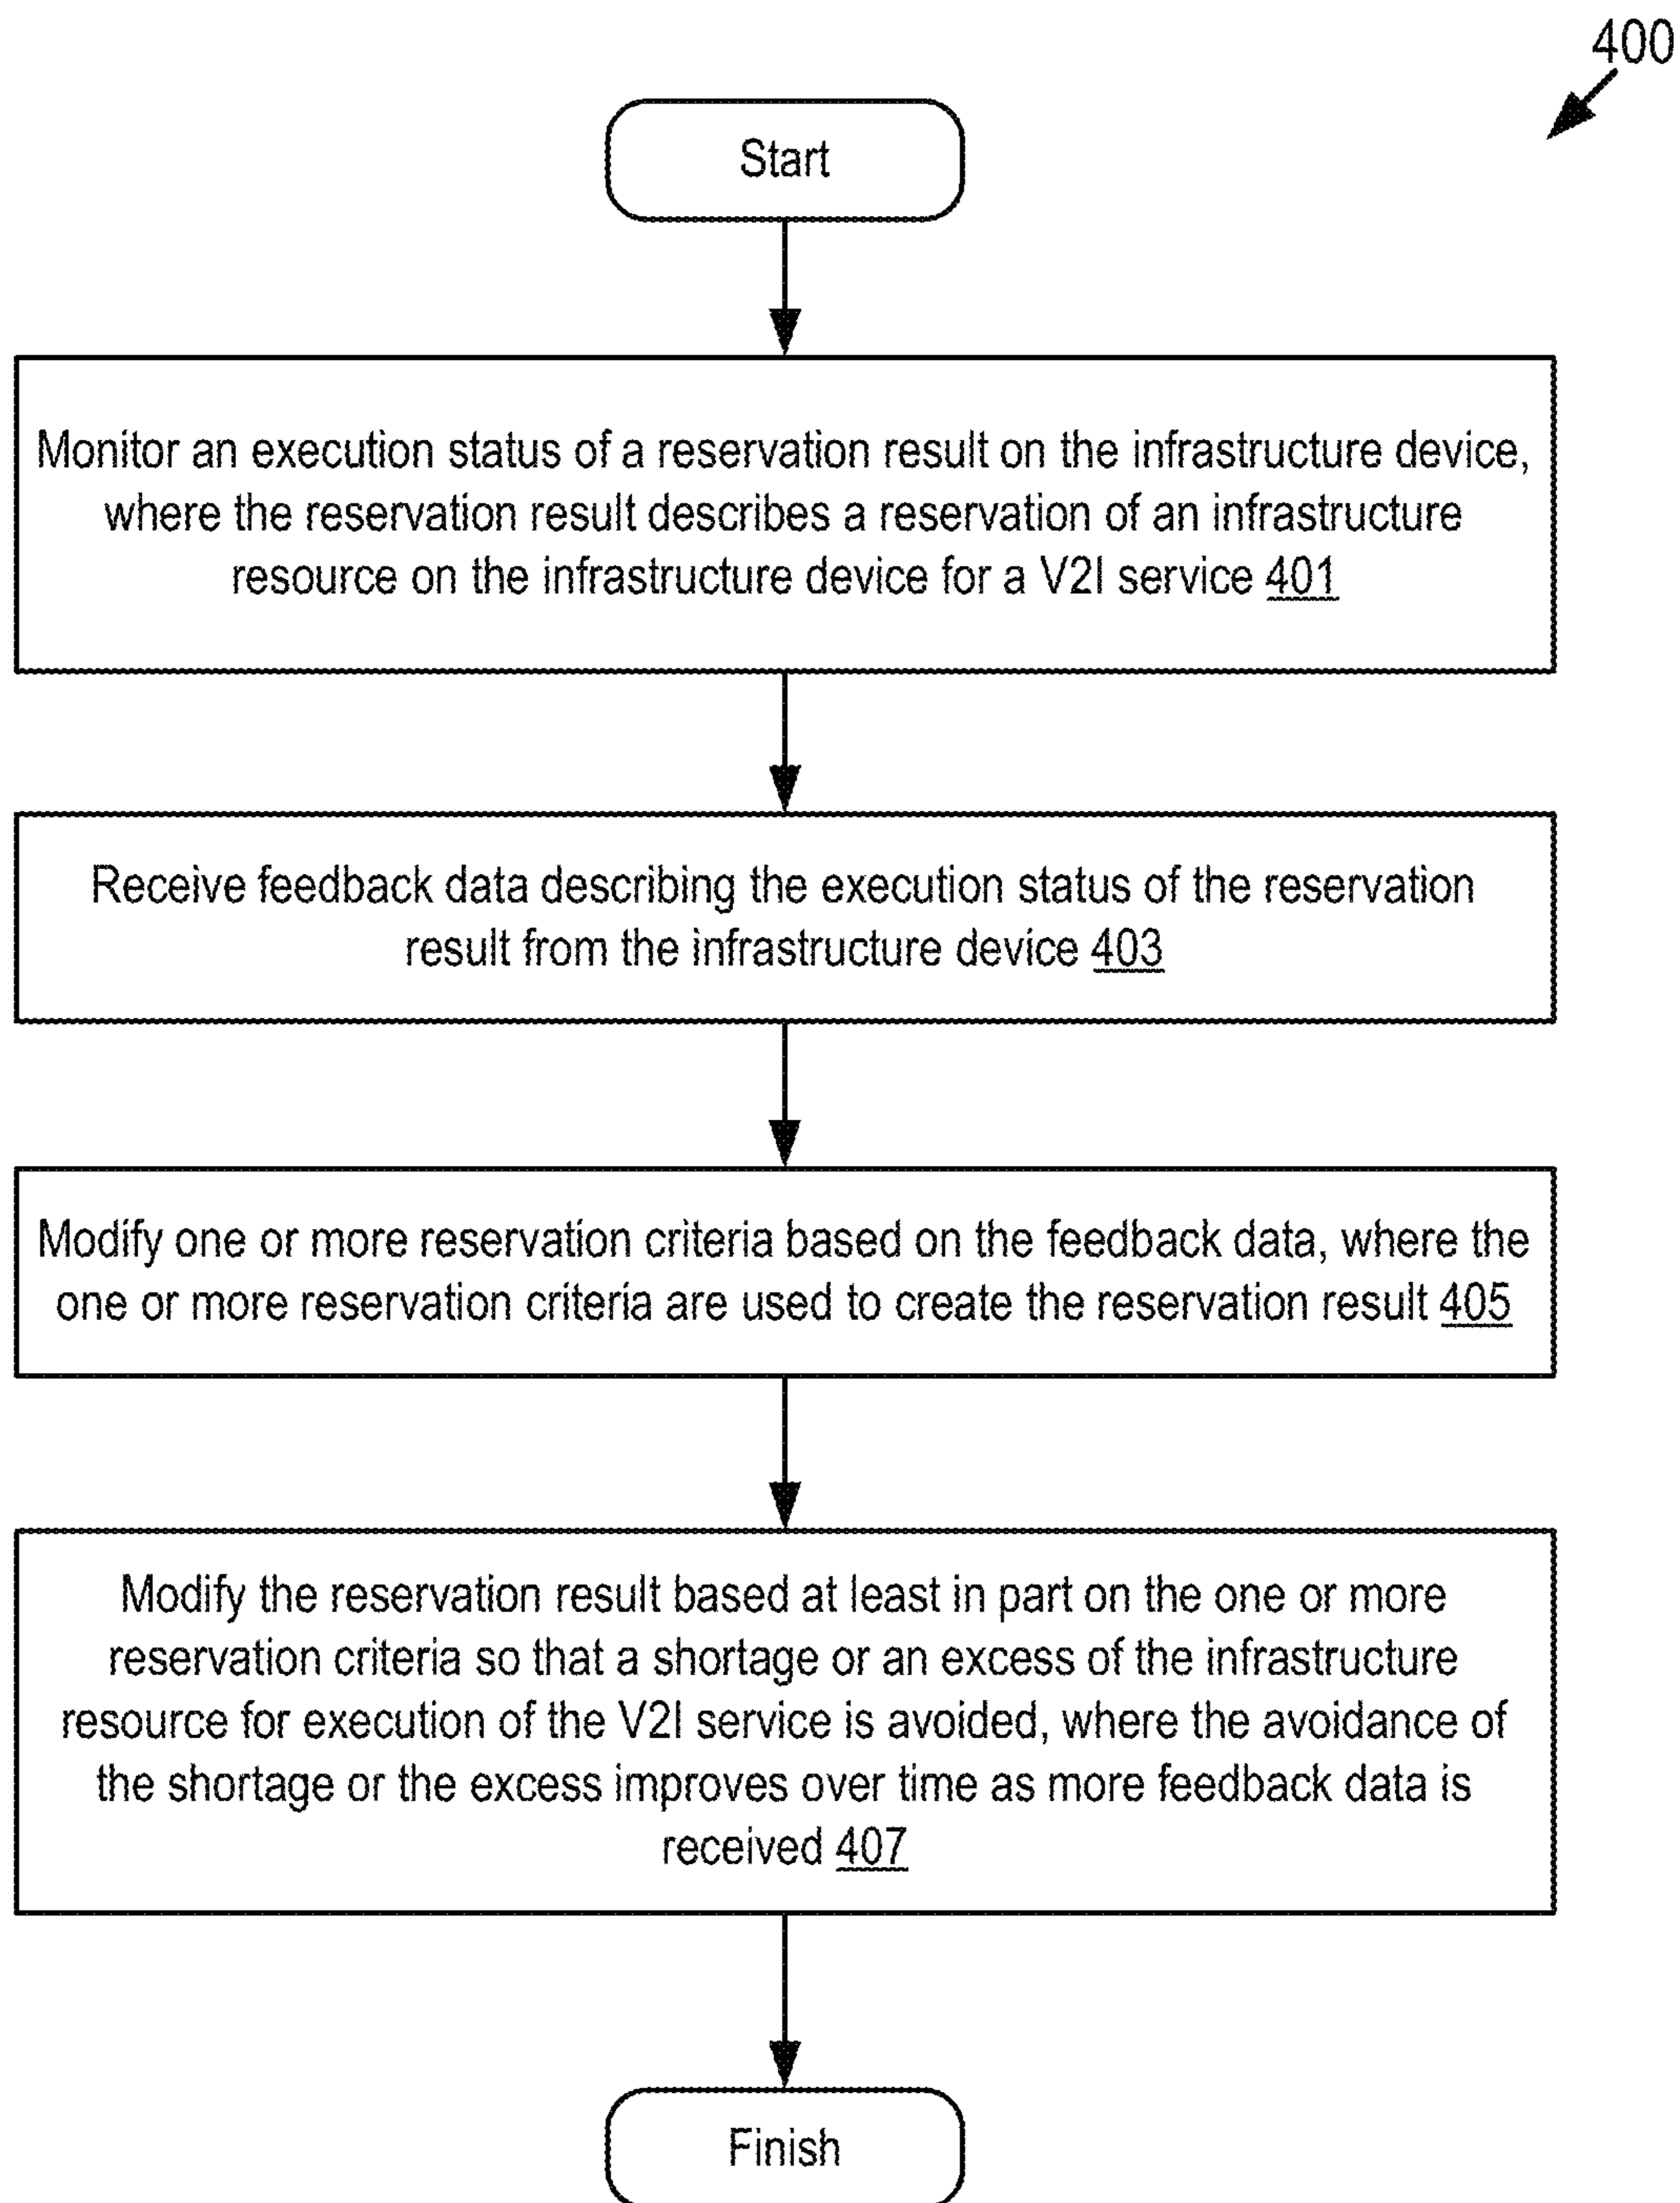 400
Start
Monitor an execution status of a reservation result on the infrastructure device,
where the reservation result describes a reservation of an infrastructure
resource on the infrastructure device for a V2I service 401
Receive feedback data describing the execution status of the reservation
result from the infrastructure device 403
Modify one or more reservation criteria based on the feedback data, where the
one or more reservation criteria are used to create the reservation result 405
Modify the reservation result based at least in part on the one or more
reservation criteria so that a shortage or an excess of the infrastructure
resource for execution of the V2I service is avoided, where the avoidance of
the shortage or the excess improves over time as more feedback data is
received 407
Finish